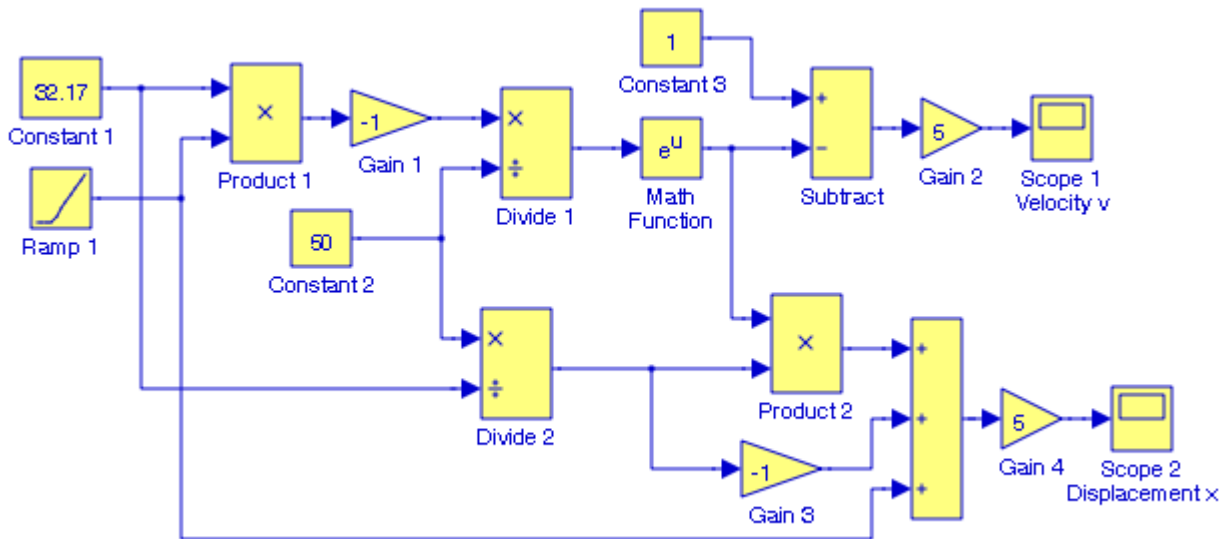 1
Constant 3
32.17
Constant 1
×
Product 1
-1
Gain 1
×
÷
Divide 1
eᵘ
Math
Function
+
−
Subtract
5
Gain 2
Scope 1
Velocity v
Ramp 1
50
Constant 2
×
÷
Divide 2
×
Product 2
-1
Gain 3
+
+
+
5
Gain 4
Scope 2
Displacement x